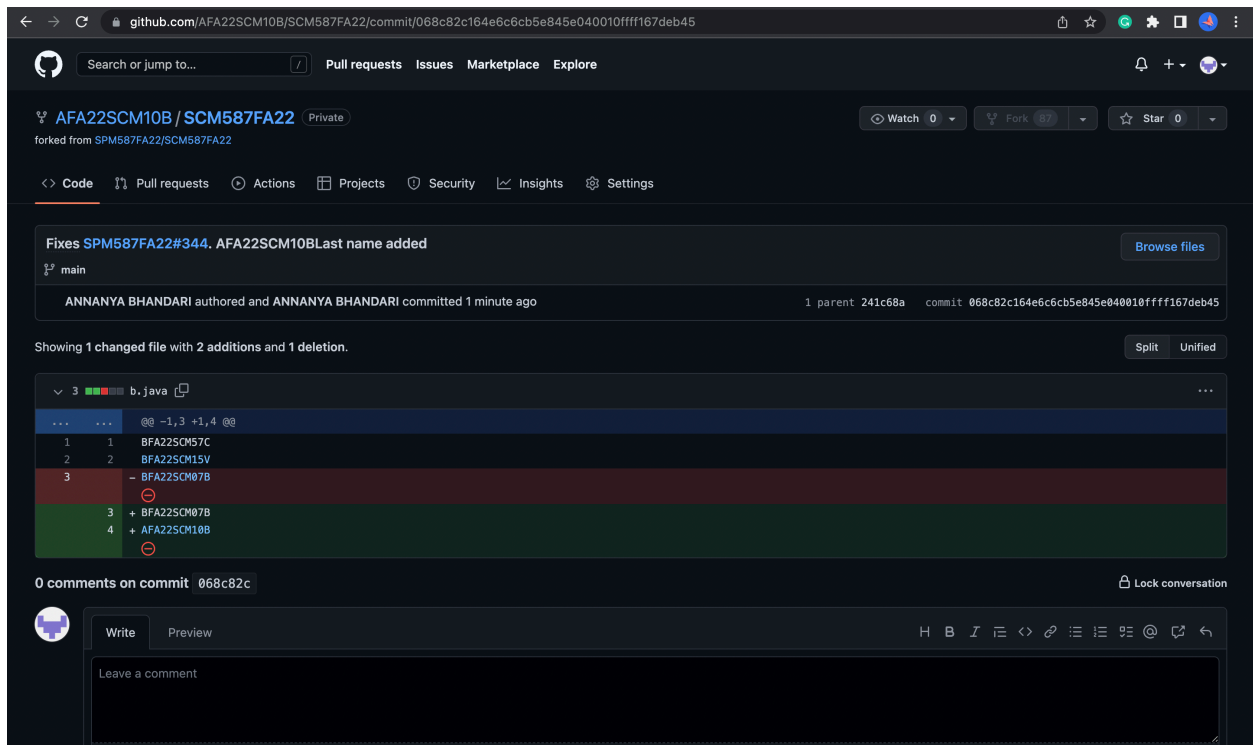 github.com/AFA22SCM10B/SCM587FA22/commit/068c82c164e6c6cb5e845e040010ffff167deb45
Search or jump to... / Pull requests Issues Marketplace Explore
AFA22SCM10B / SCM587FA22 Private Watch 0 Fork 87 Star 0
forked from SPM587FA22/SCM587FA22
<> Code Pull requests Actions Projects Security Insights Settings
Fixes SPM587FA22#344. AFA22SCM10BLast name added Browse files
main
ANNANYA BHANDARI authored and ANNANYA BHANDARI committed 1 minute ago 1 parent 241c68a commit 068c82c164e6c6cb5e845e040010ffff167deb45
Showing 1 changed file with 2 additions and 1 deletion. Split Unified
3 b.java ...
... ... @@ -1,3 +1,4 @@
1 1 BFA22SCM57C
2 2 BFA22SCM15V
3 - BFA22SCM07B
3 + BFA22SCM07B
4 + AFA22SCM10B
0 comments on commit 068c82c Lock conversation
Write Preview H B I <> @
Leave a comment